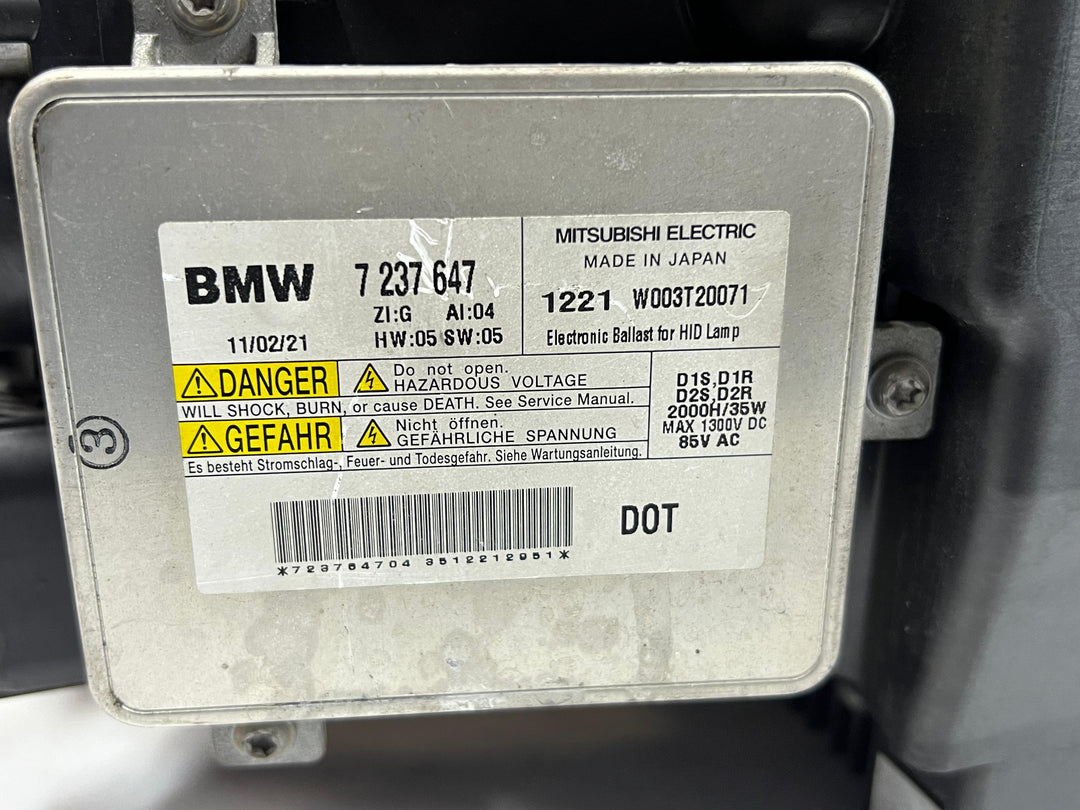 BMW 7 237 647
ZI:G AI:04
11/02/21 HW:05 SW:05
MITSUBISHI ELECTRIC
MADE IN JAPAN
1221 W003T20071
Electronic Ballast for HID Lamp
DANGER Do not open.
HAZARDOUS VOLTAGE
WILL SHOCK, BURN, or cause DEATH. See Service Manual.
GEFAHR Nicht öffnen.
GEFÄHRLICHE SPANNUNG
Es besteht Stromschlag-, Feuer- und Todesgefahr. Siehe Wartungsanleitung.
D1S,D1R
D2S,D2R
2000H/35W
MAX 1300V DC
85V AC
*723764704 3512212951*
DOT
3